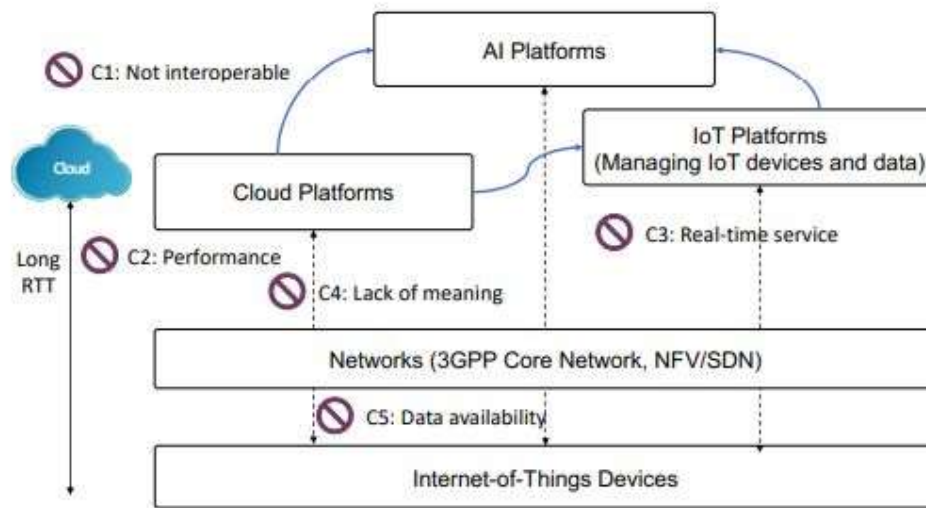 AI Platforms
C1: Not interoperable
IoT Platforms
(Managing IoT devices and data)
Cloud
Cloud Platforms
C3: Real-time service
Long
RTT
C2: Performance
C4: Lack of meaning
Networks (3GPP Core Network, NFV/SDN)
C5: Data availability
Internet-of-Things Devices